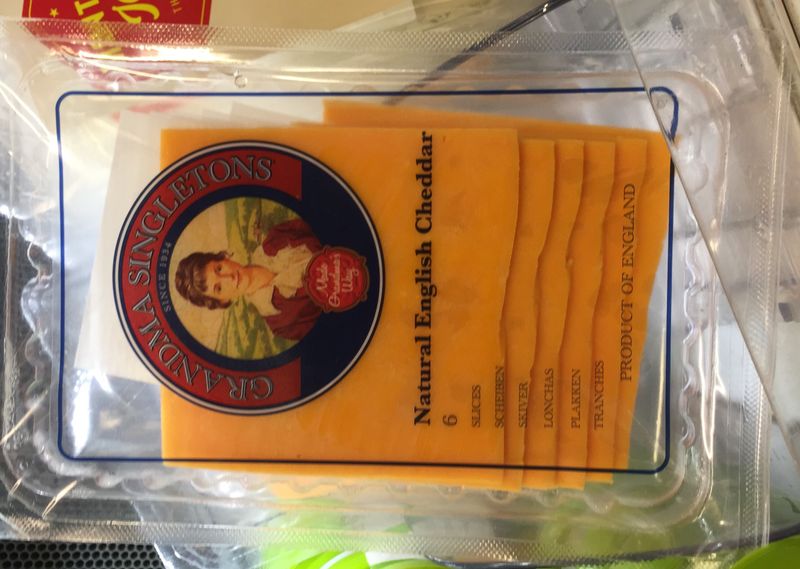 GRANDMA SINGLETONS
SINCE 1934
Made
Grandma's
Way
Natural English Cheddar
6
SLICES
SCHEIBEN
SKIVER
LONCHAS
PLAKKEN
TRANCHES
PRODUCT OF ENGLAND